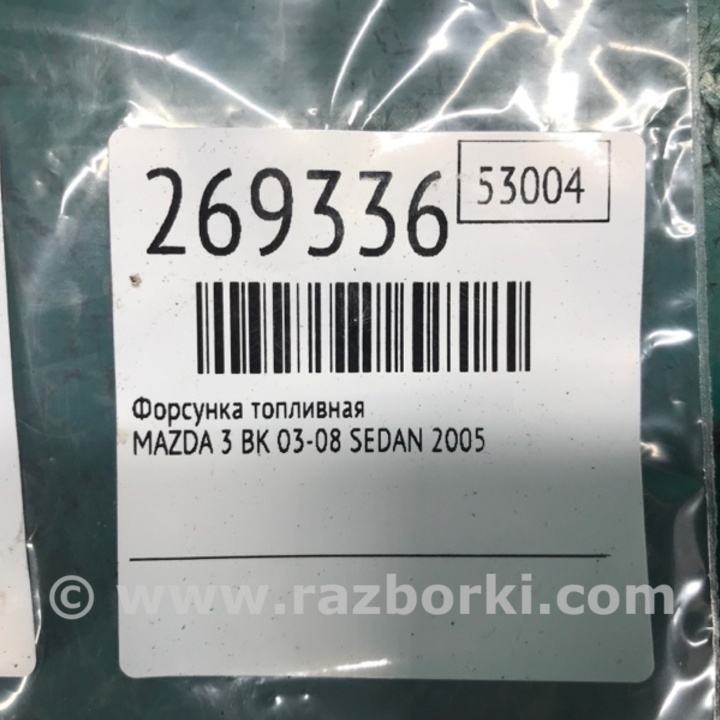 269336
53004
Форсунка топливная
MAZDA 3 BK 03-08 SEDAN 2005
© www.razborki.com